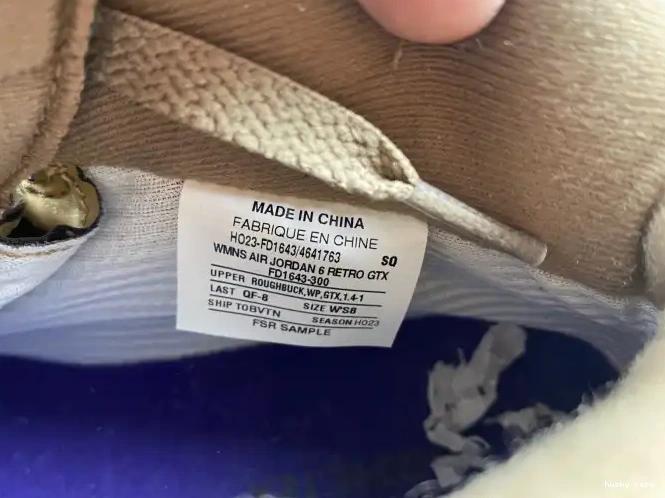 MADE IN CHINA
FABRIQUE EN CHINE
HO23-FD1643/4641763 SQ
WMNS AIR JORDAN 6 RETRO GTX
FD1643-300
UPPER ROUGHBUCK,WP,GTX,1.4-1
LAST QF-8 SIZE W'S8
SHIP TOBVTN SEASON HO23
FSR SAMPLE